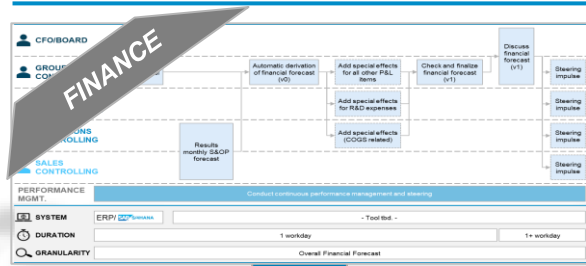 CFO/BOARD
FINANCE
Discuss
financial
forecast
(v1)
GROUP
Automatic derivation
of financial forecast
(v0)
Add special effects
for all other P&L
items
Check and finalize
financial forecast
(v1)
Steering
impulse
Add special effects
for R&D expenses
Steering
impulse
CONTROLLING
Results
monthly S&OP
forecast
Add special effects
(COGS related)
Steering
impulse
SALES
CONTROLLING
Steering
impulse
PERFORMANCE
MGMT.
Conduct continuous performance management and steering
SYSTEM
ERP/ SAP S/4HANA
- Tool tbd. -
DURATION
1 workday
1+ workday
GRANULARITY
Overall Financial Forecast